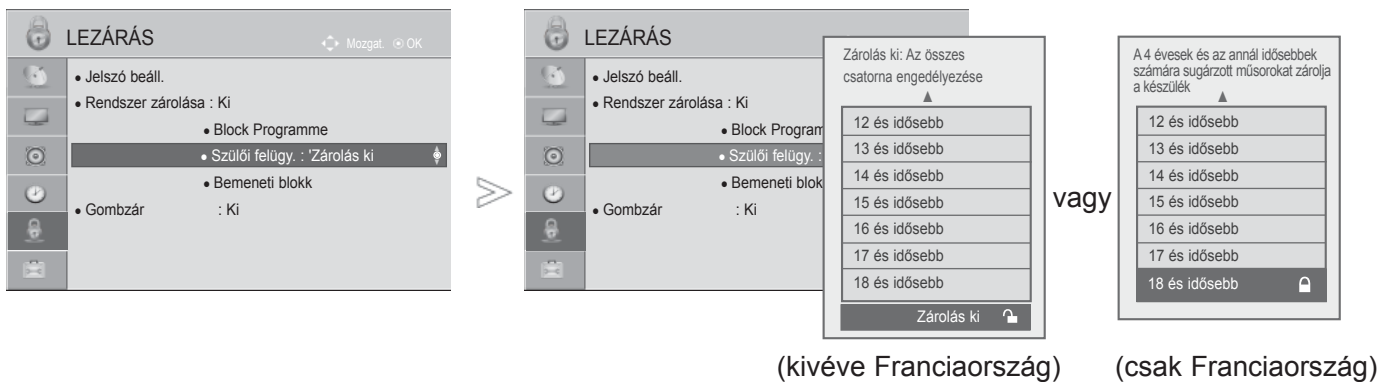 LEZÁRÁS
Mozgat. OK
• Jelszó beáll.
• Rendszer zárolása : Ki
• Block Programme
• Szülői felügy. : 'Zárolás ki
• Bemeneti blokk
• Gombzár : Ki
LEZÁRÁS
• Jelszó beáll.
• Rendszer zárolása : Ki
• Block Program
• Szülői felügy. :
• Bemeneti blok
• Gombzár : Ki
Zárolás ki: Az összes
csatorna engedélyezése
12 és idősebb
13 és idősebb
14 és idősebb
15 és idősebb
16 és idősebb
17 és idősebb
18 és idősebb
Zárolás ki
(kivéve Franciaország)
vagy
A 4 évesek és az annál idősebbek
számára sugárzott műsorokat zárolja
a készülék
12 és idősebb
13 és idősebb
14 és idősebb
15 és idősebb
16 és idősebb
17 és idősebb
18 és idősebb
(csak Franciaország)